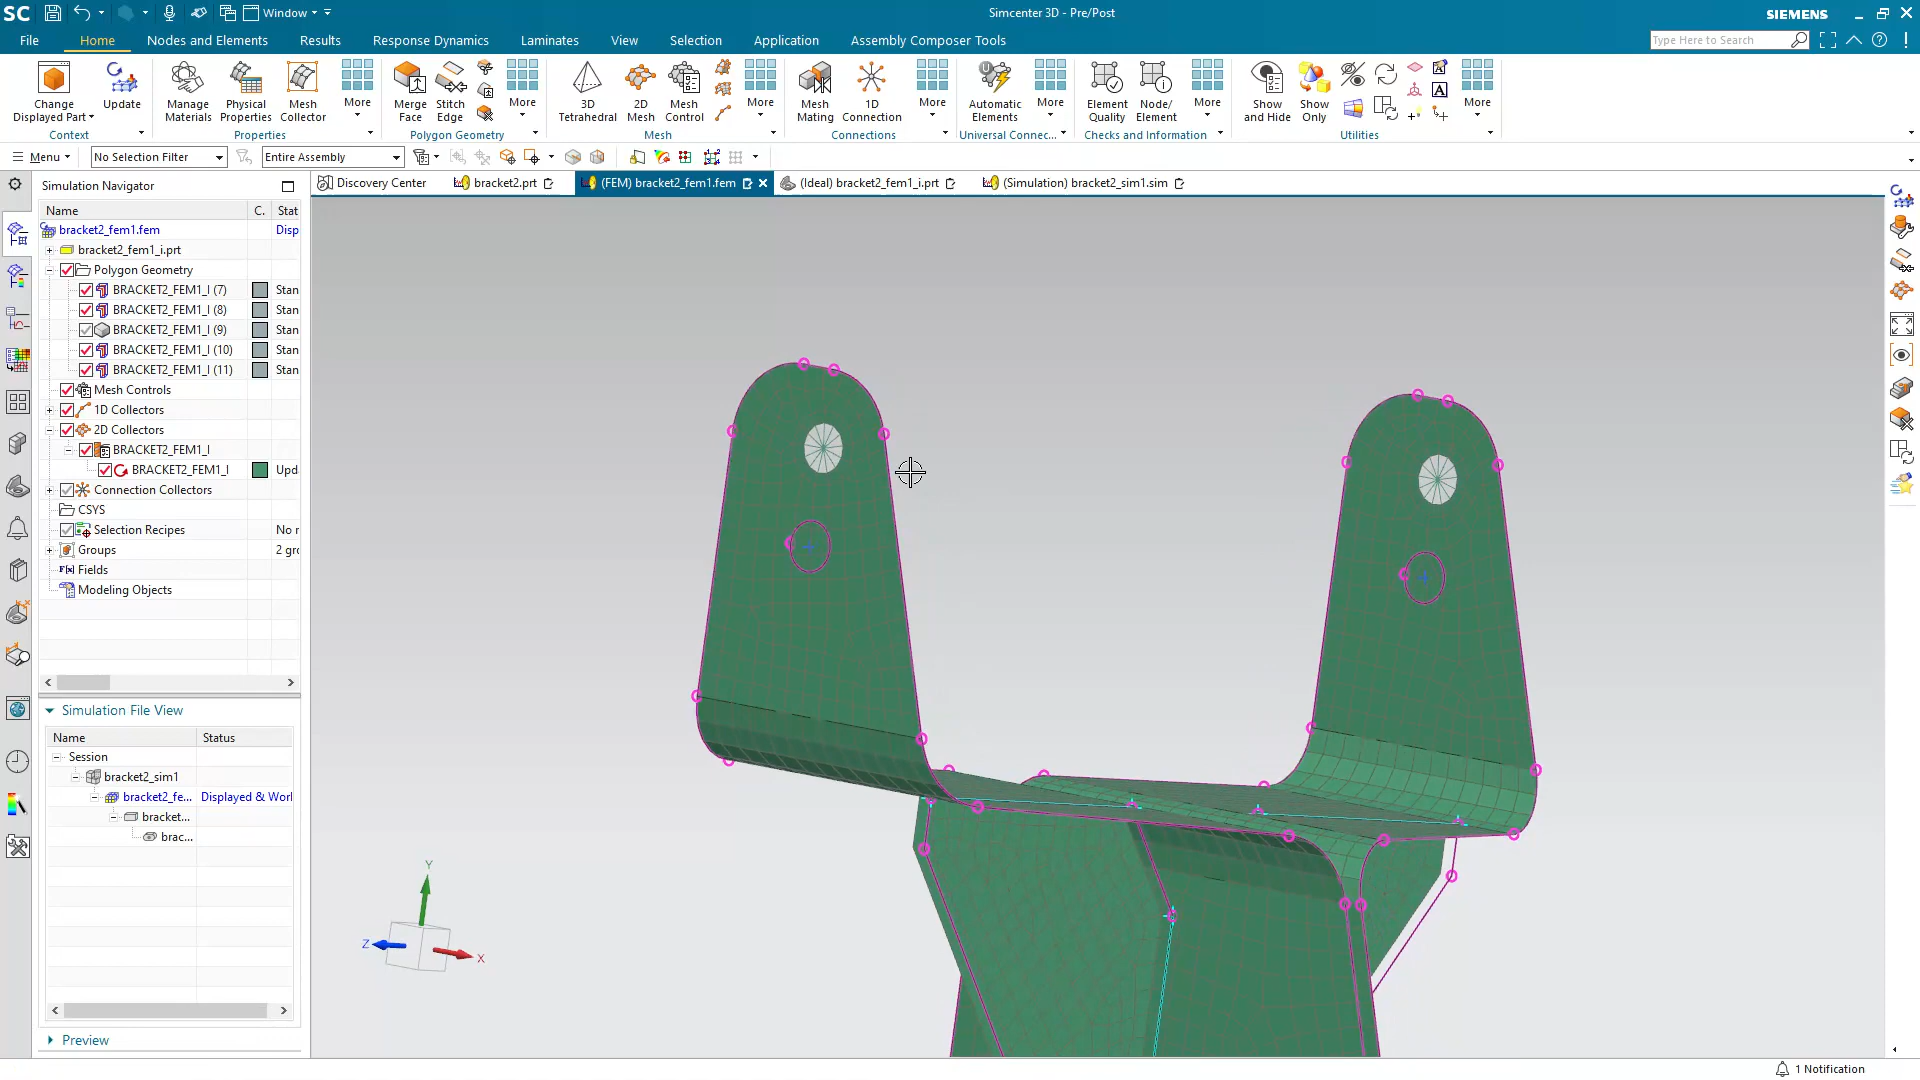 SC Window Simcenter 3D - Pre/Post SIEMENS
File Home Nodes and Elements Results Response Dynamics Laminates View Selection Application Assembly Composer Tools Type Here to Search
Change Displayed Part Update Manage Materials Physical Properties Mesh Collector More Merge Face Stitch Edge More 3D Tetrahedral 2D Mesh Mesh Control More Mesh Mating 1D Connection More Automatic Elements More Element Quality Node/ Element More Show and Hide Show Only More
Context Properties Polygon Geometry Mesh Connections Universal Connec... Checks and Information Utilities
Menu No Selection Filter Entire Assembly
Simulation Navigator Discovery Center bracket2.prt (FEM) bracket2_fem1.fem (Ideal) bracket2_fem1_i.prt (Simulation) bracket2_sim1.sim
Name C. Stat
bracket2_fem1.fem Disp
bracket2_fem1_i.prt
Polygon Geometry
BRACKET2_FEM1_I (7) Stan
BRACKET2_FEM1_I (8) Stan
BRACKET2_FEM1_I (9) Stan
BRACKET2_FEM1_I (10) Stan
BRACKET2_FEM1_I (11) Stan
Mesh Controls
1D Collectors
2D Collectors
BRACKET2_FEM1_I
BRACKET2_FEM1_I Upd
Connection Collectors
CSYS
Selection Recipes No r
Groups 2 gro
Fields
Modeling Objects
Simulation File View
Name Status
Session
bracket2_sim1
bracket2_fe... Displayed & Worl
bracket...
brac...
Preview
Y
Z
X
1 Notification